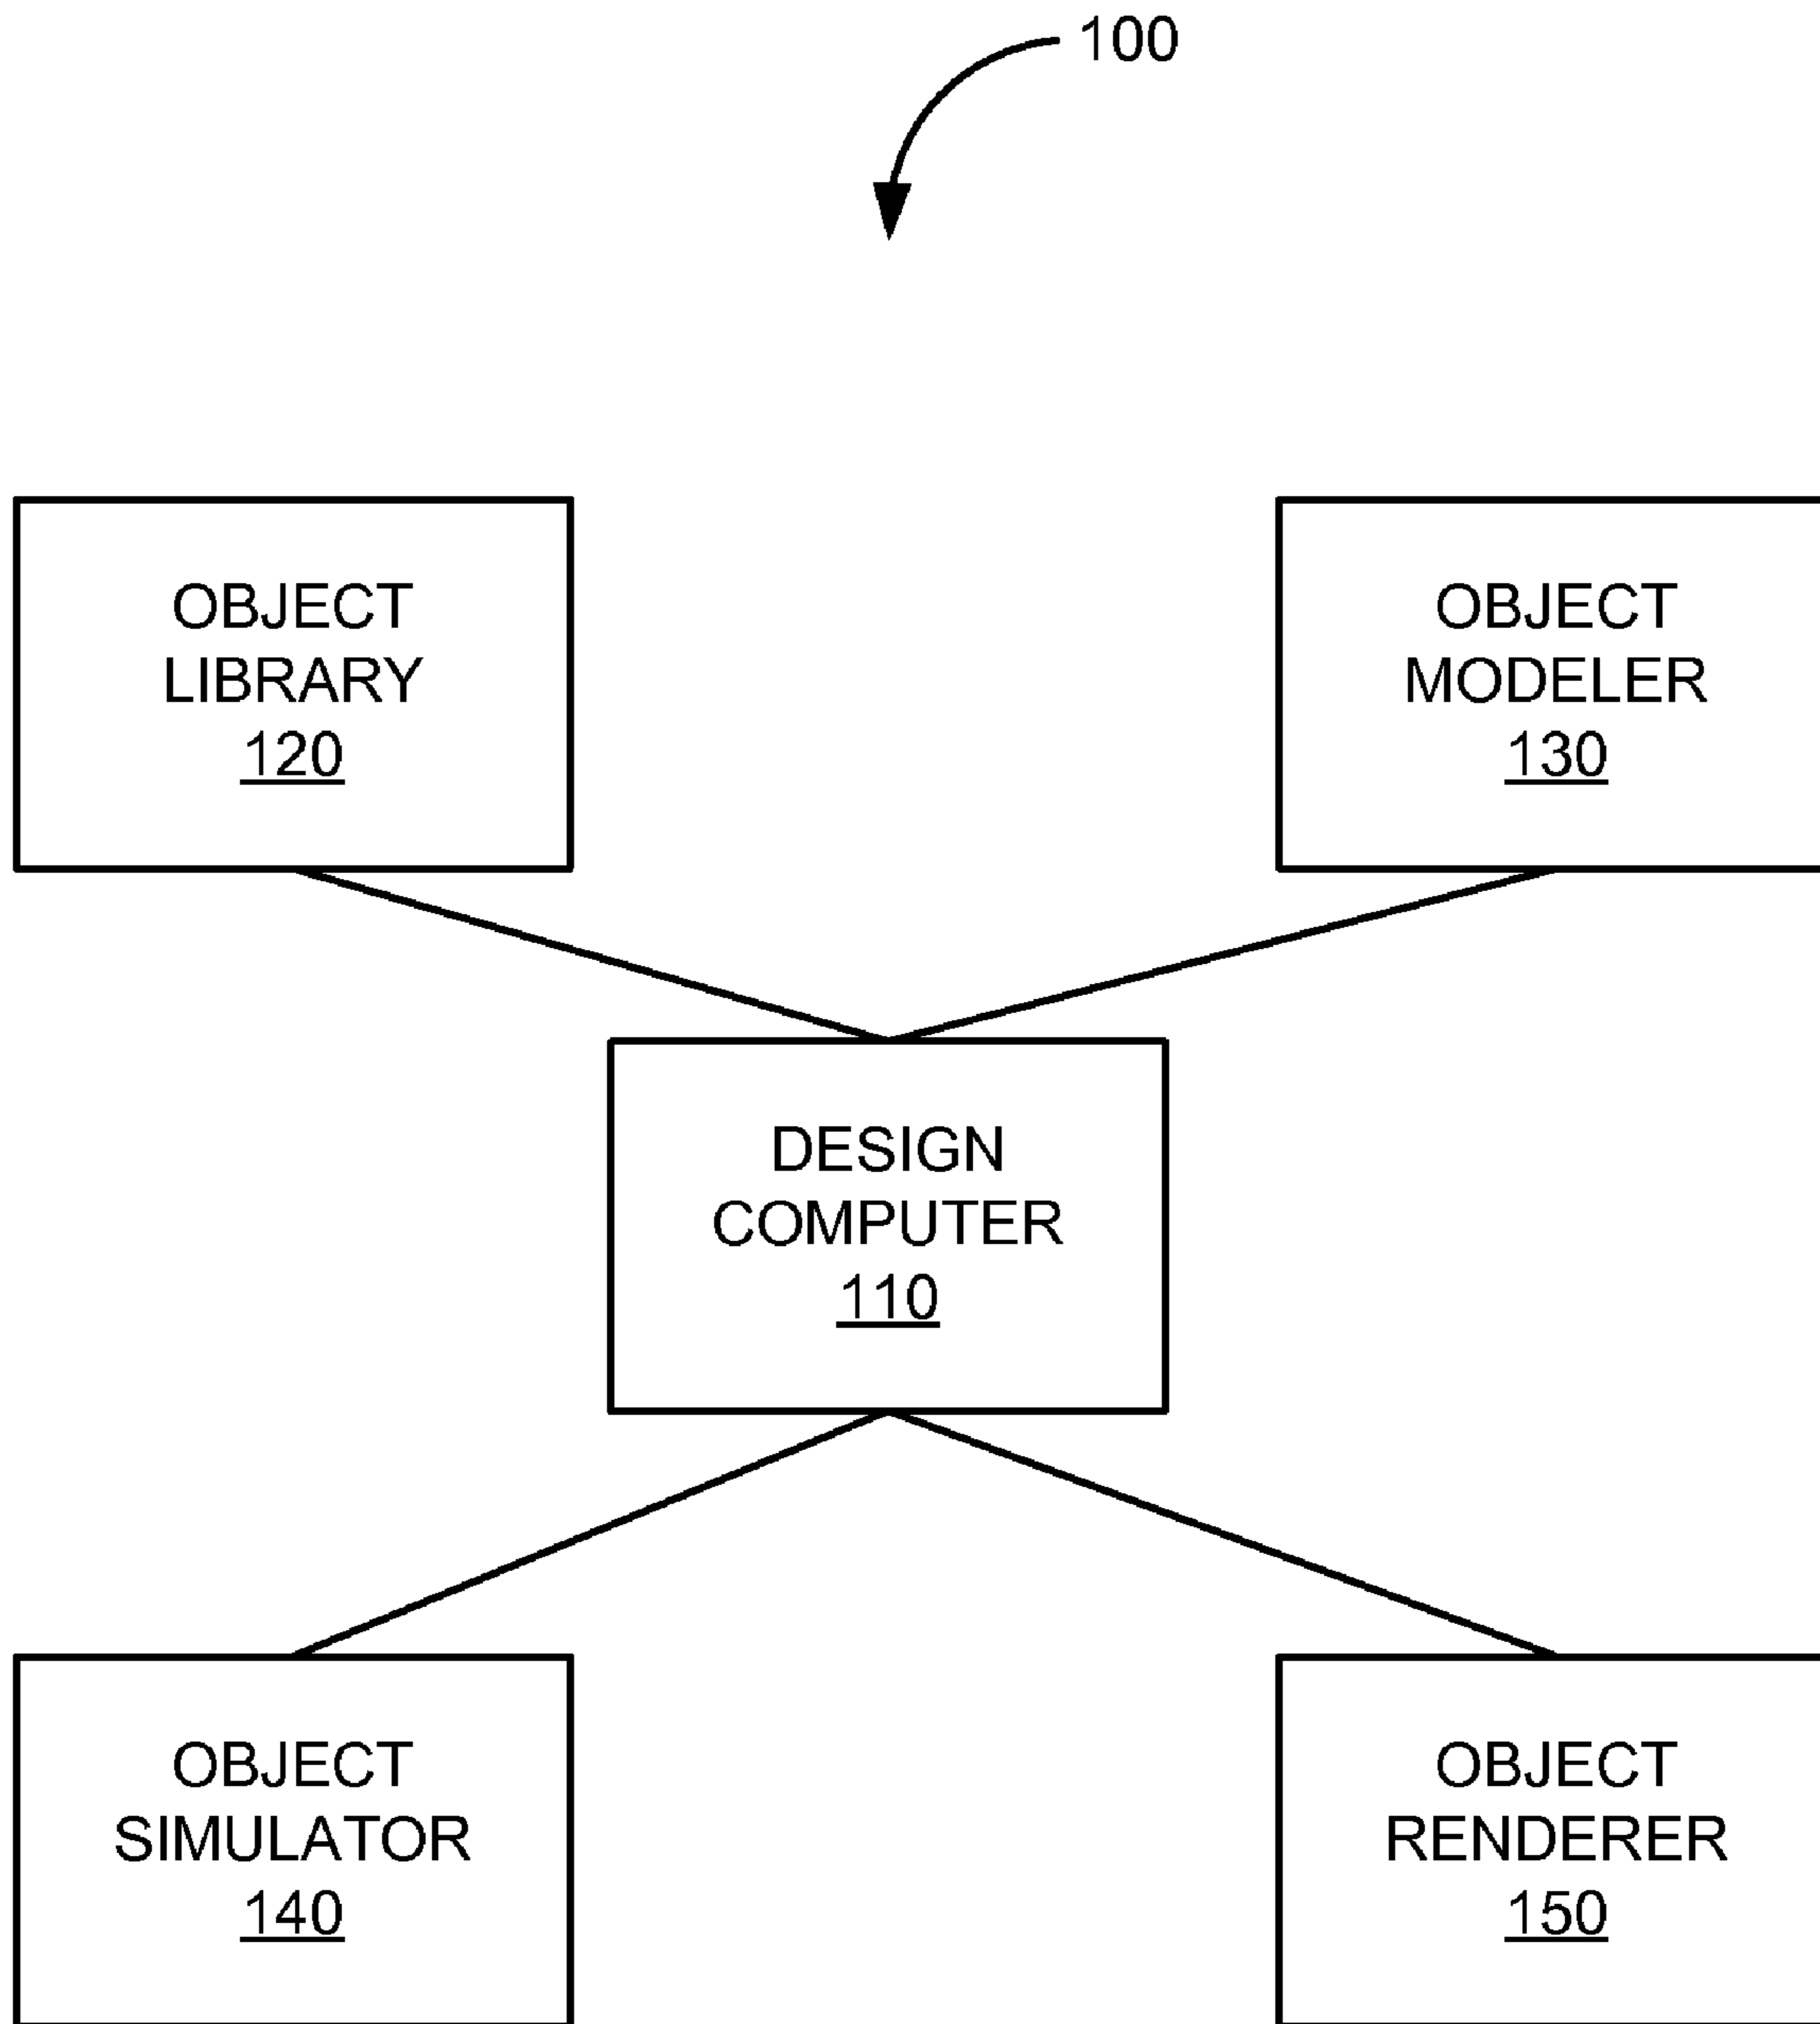 100
OBJECT
LIBRARY
120
OBJECT
MODELER
130
DESIGN
COMPUTER
110
OBJECT
SIMULATOR
140
OBJECT
RENDERER
150